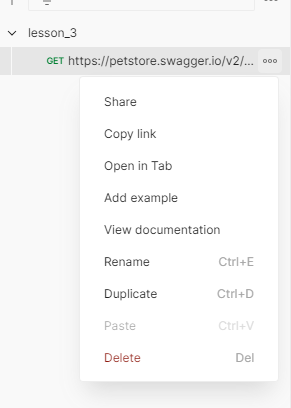 lesson_3
GET https://petstore.swagger.io/v2/...
Share
Copy link
Open in Tab
Add example
View documentation
Rename Ctrl+E
Duplicate Ctrl+D
Paste Ctrl+V
Delete Del